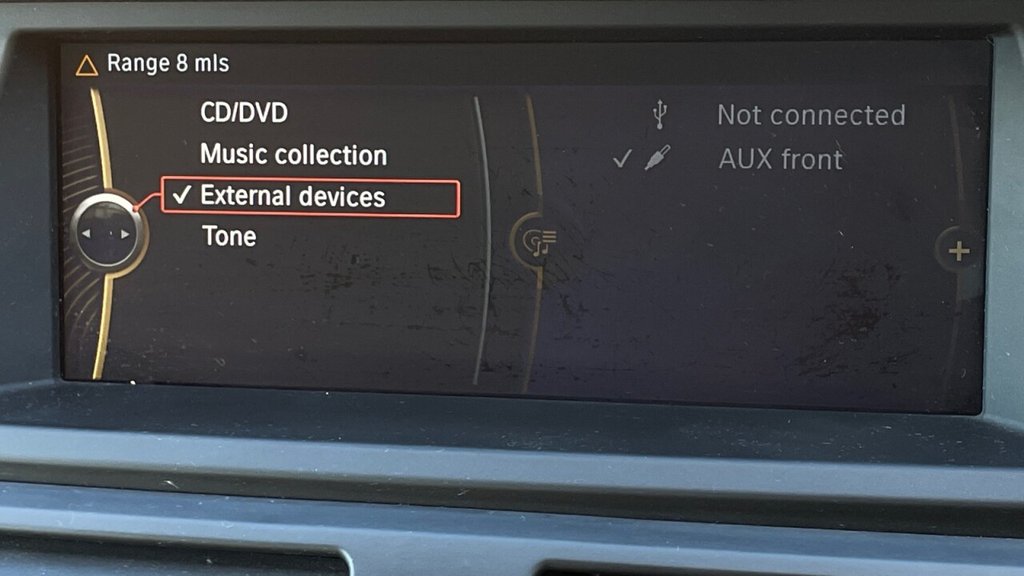 Range 8 mls
CD/DVD
Music collection
External devices
Tone
Not connected
AUX front